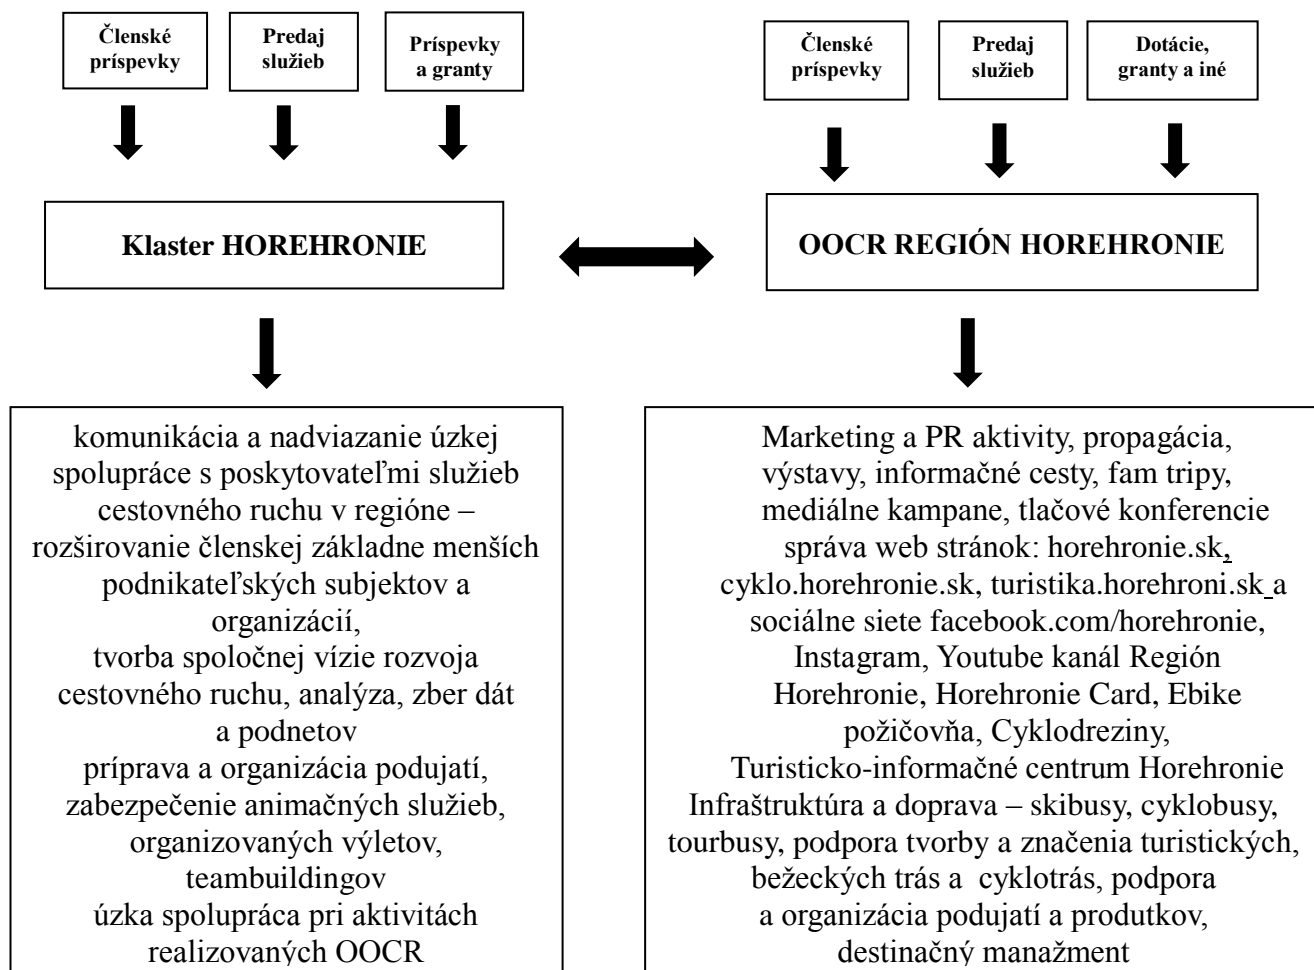 Členské
príspevky
Predaj
služieb
Príspevky
a granty
Členské
príspevky
Predaj
služieb
Dotácie,
granty a iné
Klaster HOREHRONIE
OOCR REGIÓN HOREHRONIE
komunikácia a nadviazanie úzkej
spolupráce s poskytovateľmi služieb
cestovného ruchu v regióne –
rozširovanie členskej základne menších
podnikateľských subjektov a
organizácií,
tvorba spoločnej vízie rozvoja
cestovného ruchu, analýza, zber dát
a podnetov
príprava a organizácia podujatí,
zabezpečenie animačných služieb,
organizovaných výletov,
teambuildingov
úzka spolupráca pri aktivitách
realizovaných OOCR
Marketing a PR aktivity, propagácia,
výstavy, informačné cesty, fam tripy,
mediálne kampane, tlačové konferencie
správa web stránok: horehronie.sk,
cyklo.horehronie.sk, turistika.horehroni.sk a
sociálne siete facebook.com/horehronie,
Instagram, Youtube kanál Región
Horehronie, Horehronie Card, Ebike
požičovňa, Cyklodreziny,
Turisticko-informačné centrum Horehronie
Infraštruktúra a doprava – skibusy, cyklobusy,
tourbusy, podpora tvorby a značenia turistických,
bežeckých trás a cyklotrás, podpora
a organizácia podujatí a produtkov,
destinačný manažment